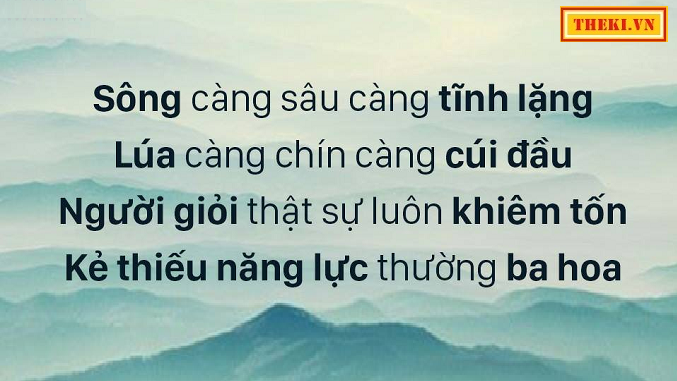 THEKI.VN
Sông càng sâu càng tĩnh lặng
Lúa càng chín càng cúi đầu
Người giỏi thật sự luôn khiêm tốn
Kẻ thiếu năng lực thường ba hoa